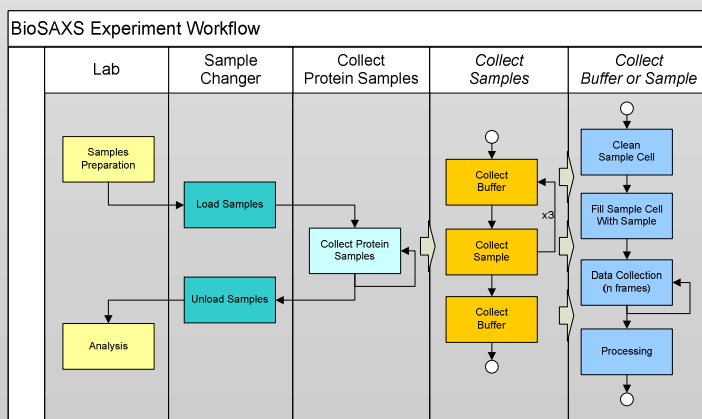 BioSAXS Experiment Workflow
Lab
Sample
Changer
Collect
Protein Samples
Collect
Samples
Collect
Buffer or Sample
Samples
Preparation
Load Samples
Collect Protein
Samples
Unload Samples
Analysis
Collect
Buffer
x3
Collect
Sample
Collect
Buffer
Clean
Sample Cell
Fill Sample Cell
With Sample
Data Collection
(n frames)
Processing